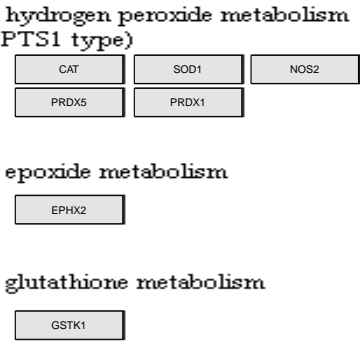 hydrogen peroxide metabolism
PTS1 type)
CAT SOD1 NOS2
PRDX5 PRDX1
epoxide metabolism
EPHX2
glutathione metabolism
GSTK1